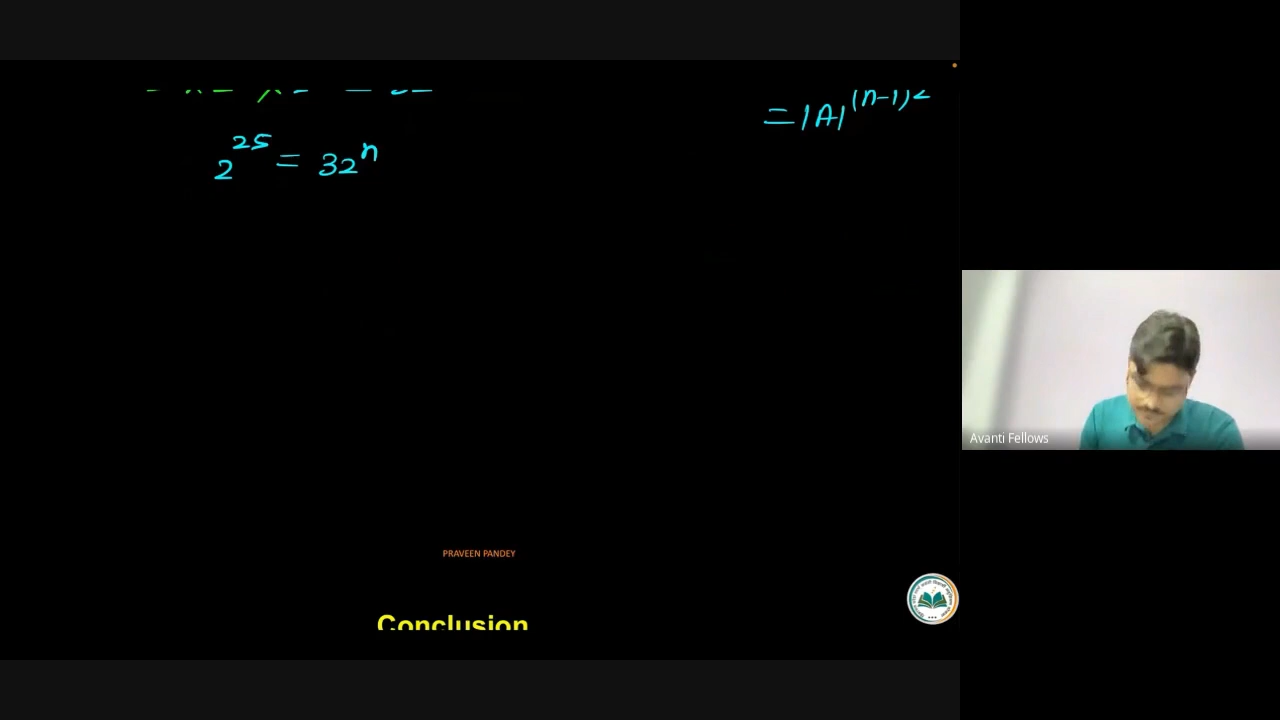 2^25 = 32^n
= |A|^(n-1)^2
Avanti Fellows
PRAVEEN PANDEY
Conclusion